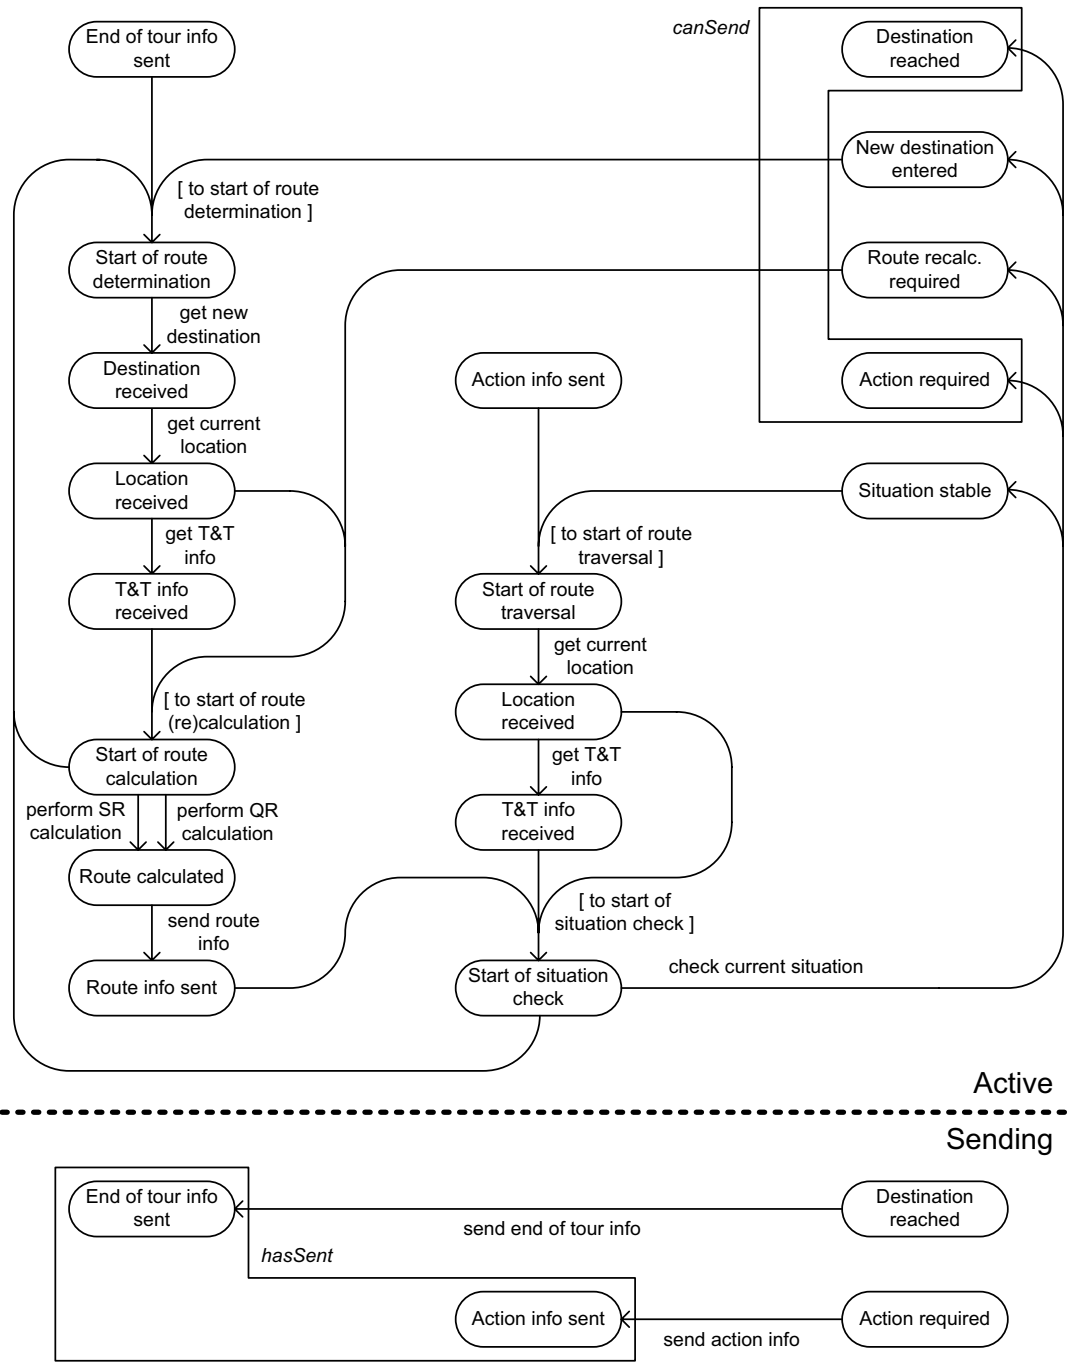 canSend
End of tour info
sent
Destination
reached
New destination
entered
[ to start of route
determination ]
Start of route
determination
Route recalc.
required
get new
destination
Destination
received
Action info sent
Action required
get current
location
Location
received
Situation stable
get T&T
info
[ to start of route
traversal ]
T&T info
received
Start of route
traversal
get current
location
[ to start of route
(re)calculation ]
Location
received
Start of route
calculation
get T&T
info
perform SR
calculation
perform QR
calculation
T&T info
received
Route calculated
[ to start of
situation check ]
send route
info
Route info sent
Start of situation
check
check current situation
Active
Sending
End of tour info
sent
Destination
reached
send end of tour info
hasSent
Action info sent
Action required
send action info